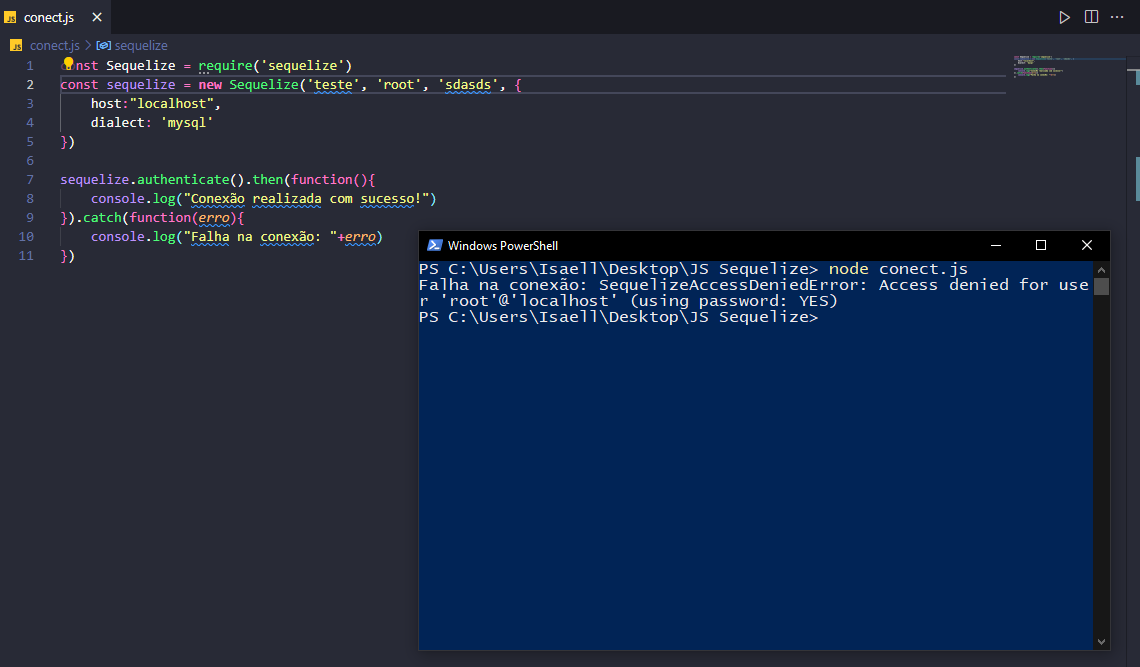 JS conect.js
JS conect.js > sequelize
1 nst Sequelize = require('sequelize')
2 const sequelize = new Sequelize('teste', 'root', 'sdasds', {
3 host:"localhost",
4 dialect: 'mysql'
5 })
6
7 sequelize.authenticate().then(function(){
8 console.log("Conexão realizada com sucesso!")
9 }).catch(function(erro){
10 console.log("Falha na conexão: "+erro)
11 })
Windows PowerShell
PS C:\Users\Isaell\Desktop\JS Sequelize> node conect.js
Falha na conexão: SequelizeAccessDeniedError: Access denied for use
r 'root'@'localhost' (using password: YES)
PS C:\Users\Isaell\Desktop\JS Sequelize>